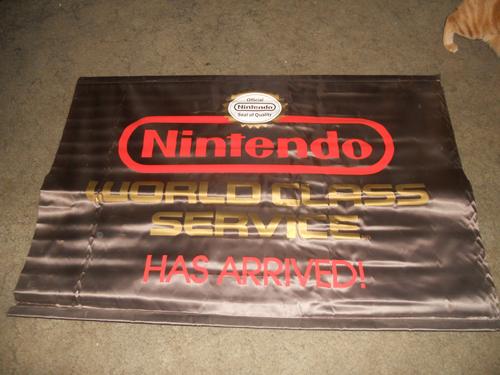 Official
Nintendo
Seal of Quality
Nintendo
WORLD CLASS
SERVICE
HAS ARRIVED!